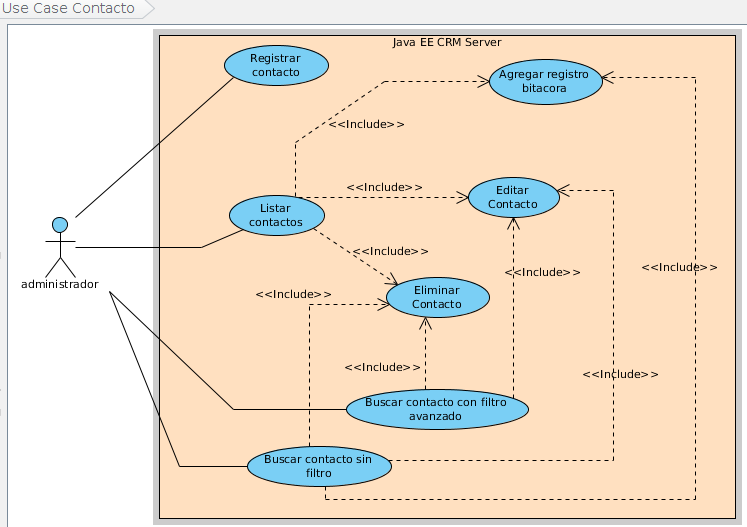 Use Case Contacto
Java EE CRM Server
Registrar
contacto
Agregar registro
bitacora
<<Include>>
<<Include>>
Editar
Contacto
Listar
contactos
<<Include>>
<<Include>>
<<Include>>
administrador
Eliminar
Contacto
<<Include>>
<<Include>>
<<Include>>
Buscar contacto con filtro
avanzado
Buscar contacto sin
filtro